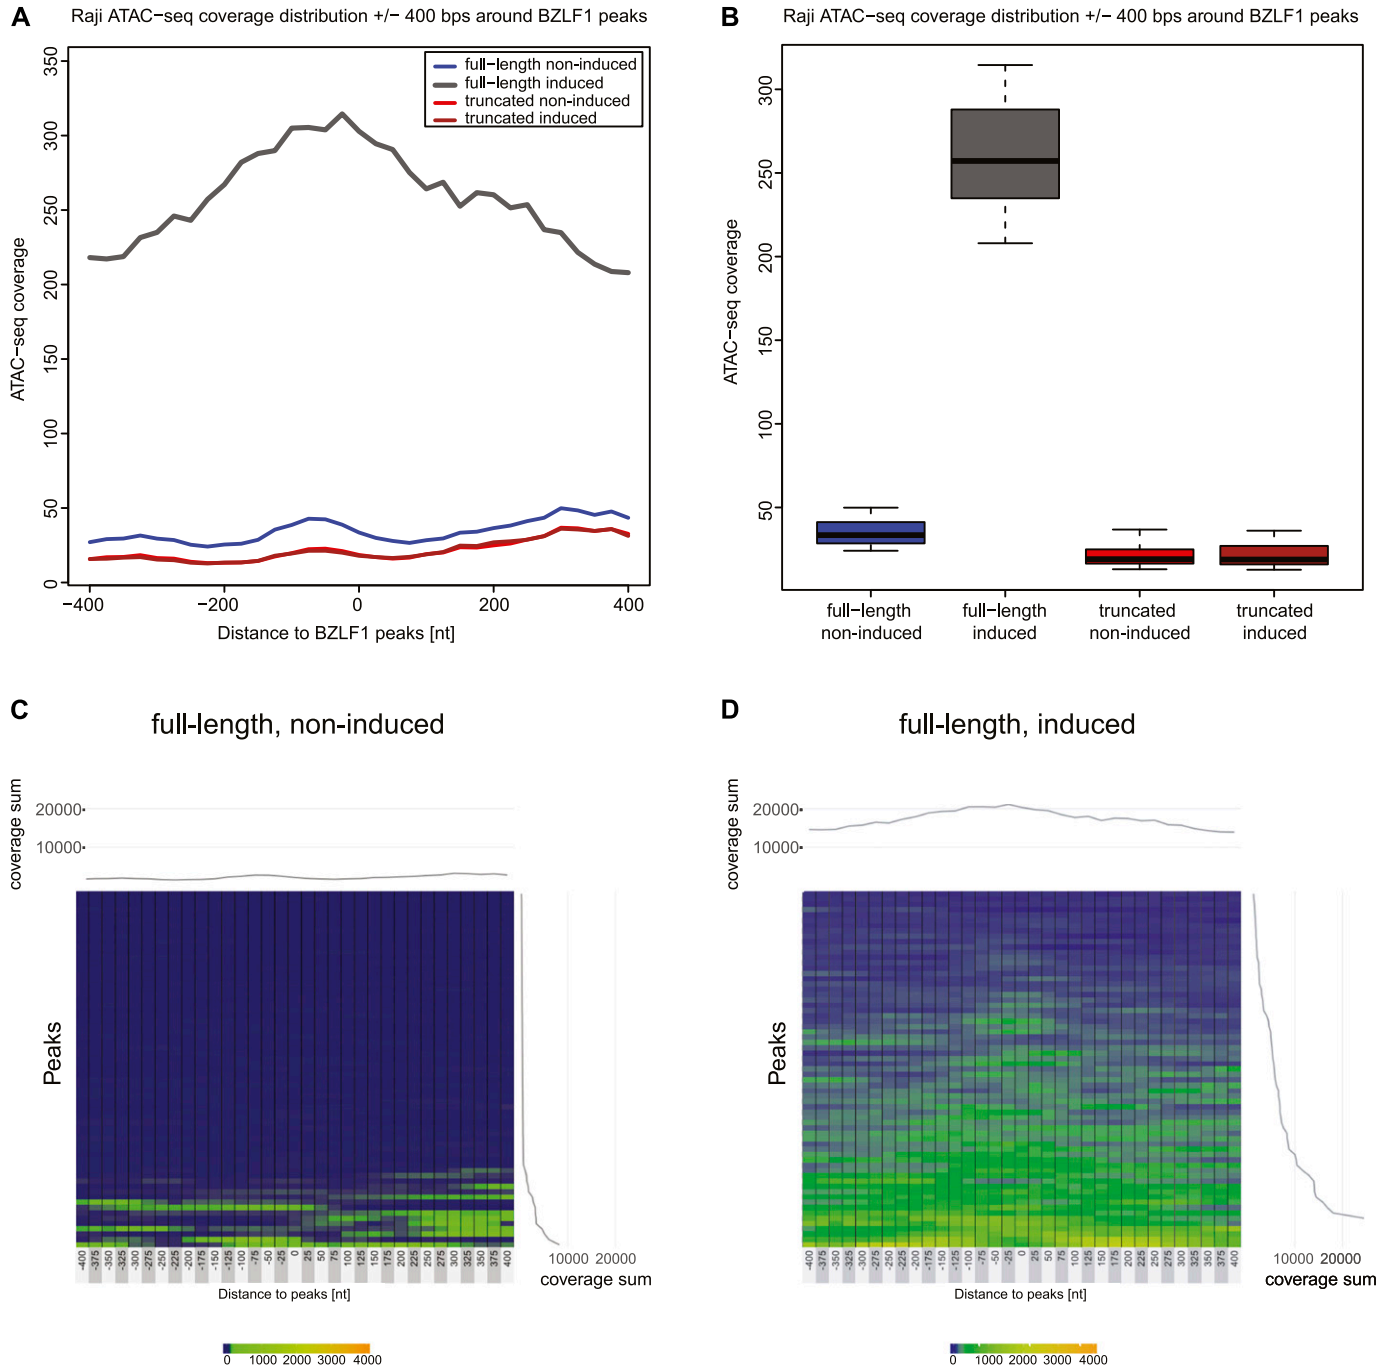 A
Raji ATAC−seq coverage distribution +/− 400 bps around BZLF1 peaks
ATAC−seq coverage
350
300
250
200
150
100
50
0
full−length non−induced
full−length induced
truncated non−induced
truncated induced
−400
−200
0
200
400
Distance to BZLF1 peaks [nt]
B
Raji ATAC−seq coverage distribution +/− 400 bps around BZLF1 peaks
ATAC−seq coverage
300
250
200
150
100
50
full−length
non−induced
full−length
induced
truncated
non−induced
truncated
induced
C
full-length, non-induced
coverage sum
20000
10000
Peaks
-400 -375 -350 -325 -300 -275 -250 -225 -200 -175 -150 -125 -100 -75 -50 -25 0 25 50 75 100 125 150 175 200 225 250 275 300 325 350 375 400
Distance to peaks [nt]
10000 20000
coverage sum
0 1000 2000 3000 4000
D
full-length, induced
coverage sum
20000
10000
Peaks
-400 -375 -350 -325 -300 -275 -250 -225 -200 -175 -150 -125 -100 -75 -50 -25 0 25 50 75 100 125 150 175 200 225 250 275 300 325 350 375 400
Distance to peaks [nt]
10000 20000
coverage sum
0 1000 2000 3000 4000